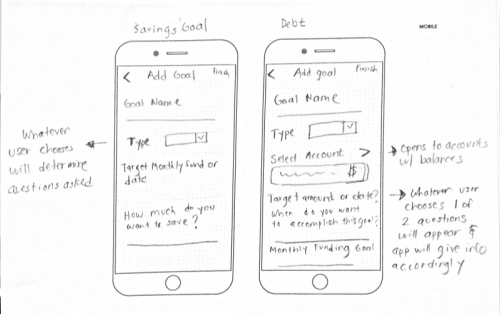 Savings Goal
Debt
MOBILE
< Add Goal Finish
Goal Name
Type
Target Monthly fund or
date
How much do you
want to save?
Whatever
user chooses
will determine
questions asked
< Add goal Finish
Goal Name
Type
Select Account >
$
Target amount or date?
When do you want
to accomplish this goal?
Monthly Funding Goal
Opens to accounts
w/ balances
Whatever user
chooses 1 of
2 questions
will appear &
app will give info
accordingly